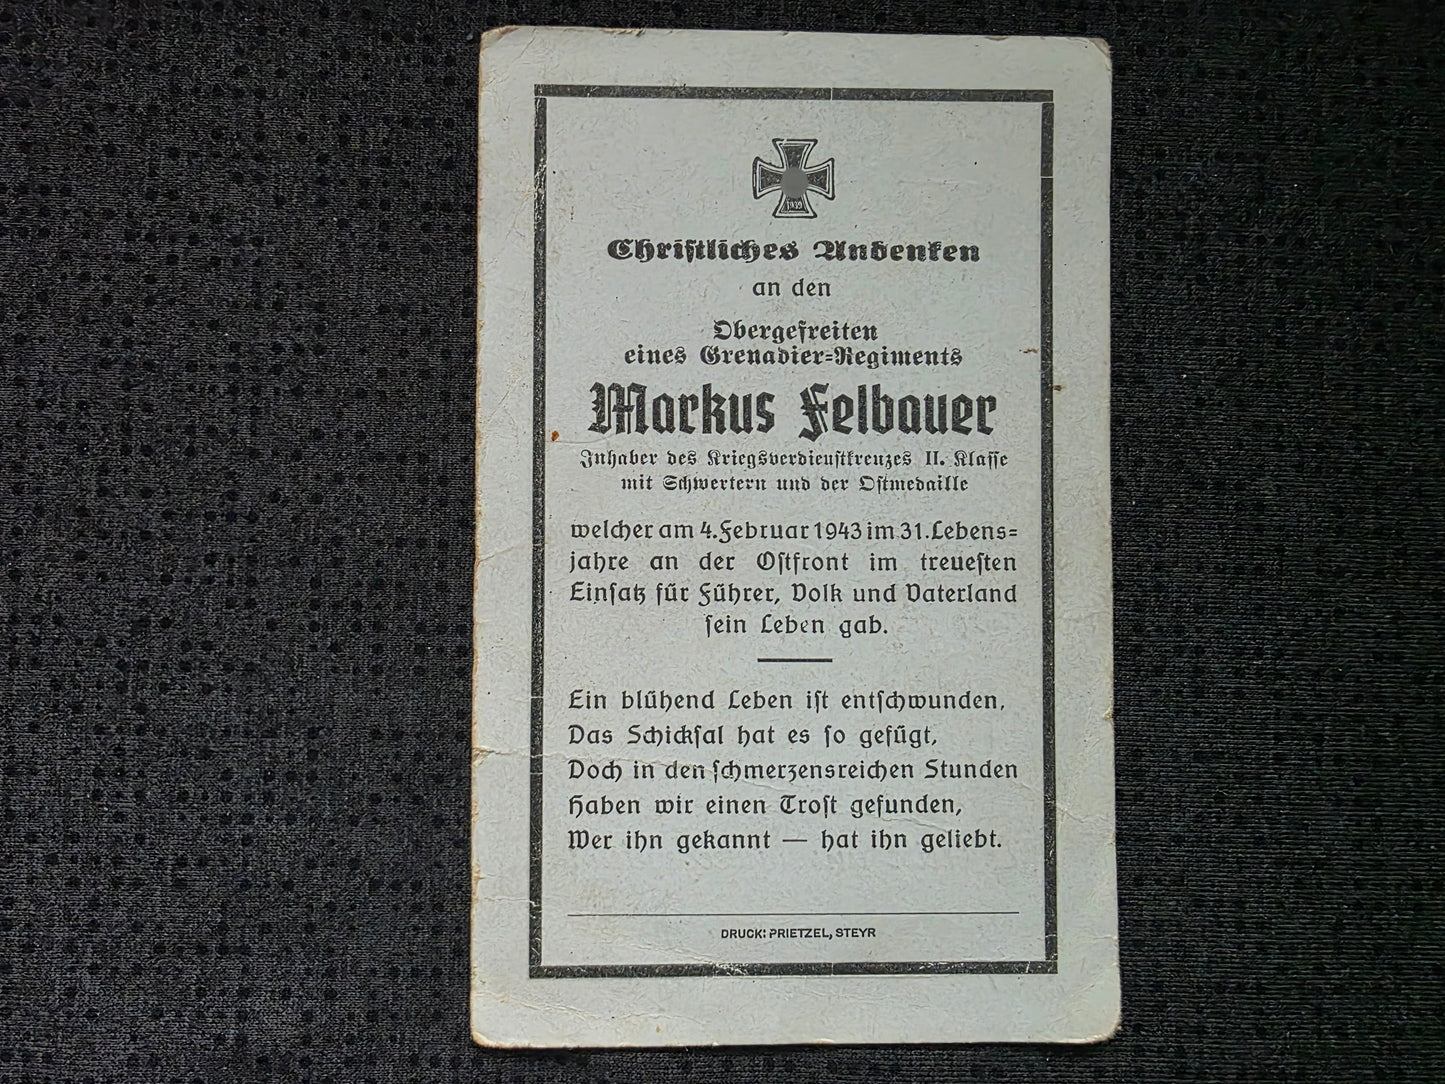 1939
Christliches Andenken
an den
Obergefreiten
eines Grenadier=Regiments
Markus Felbauer
Inhaber des Kriegsverdienstkreuzes II. Klasse
mit Schwertern und der Ostmedaille
welcher am 4. Februar 1943 im 31. Lebens=
jahre an der Ostfront im treuesten
Einsatz für Führer, Volk und Vaterland
sein Leben gab.
Ein blühend Leben ist entschwunden,
Das Schicksal hat es so gefügt,
Doch in den schmerzensreichen Stunden
Haben wir einen Trost gefunden,
Wer ihn gekannt — hat ihn geliebt.
DRUCK: PRIETZEL, STEYR